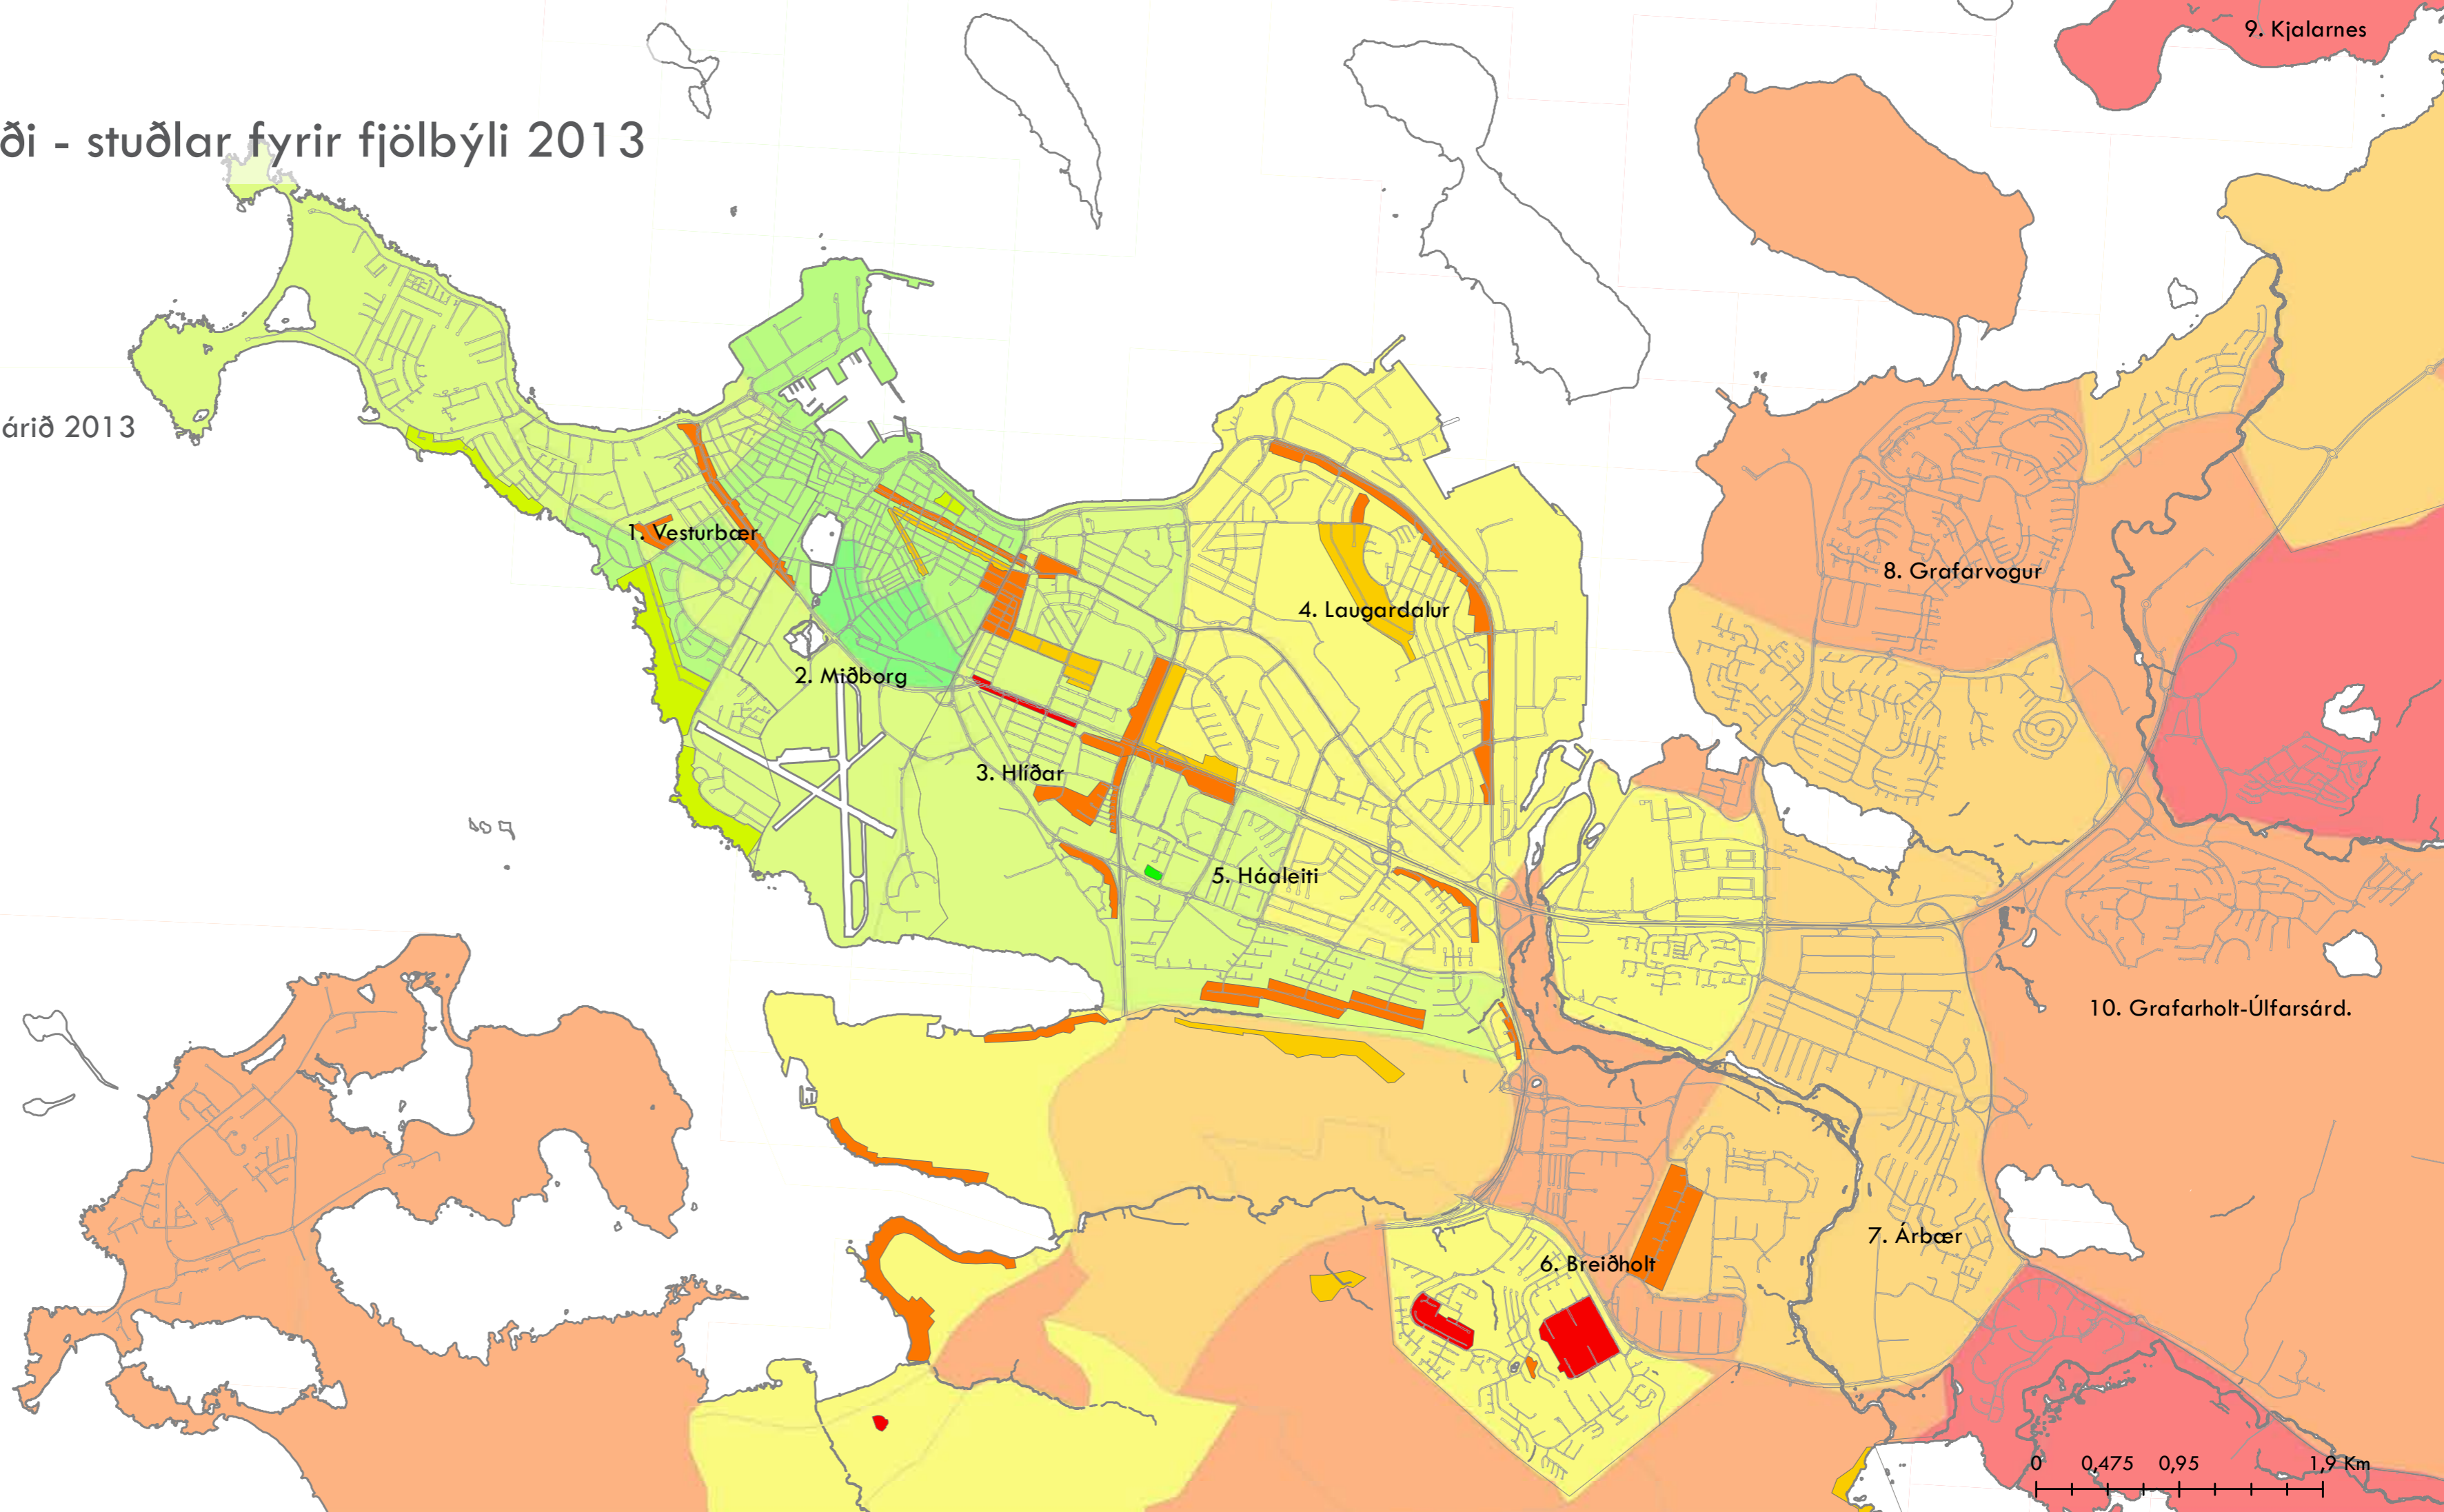 9. Kjalarnes
ði - stuðlar fyrir fjölbýli 2013
árið 2013
1. Vesturbær
8. Grafarvogur
4. Laugardalur
2. Miðborg
3. Hlíðar
5. Háaleiti
10. Grafarholt-Úlfarsárd.
7. Árbær
6. Breiðholt
0 0,475 0,95 1,9 Km